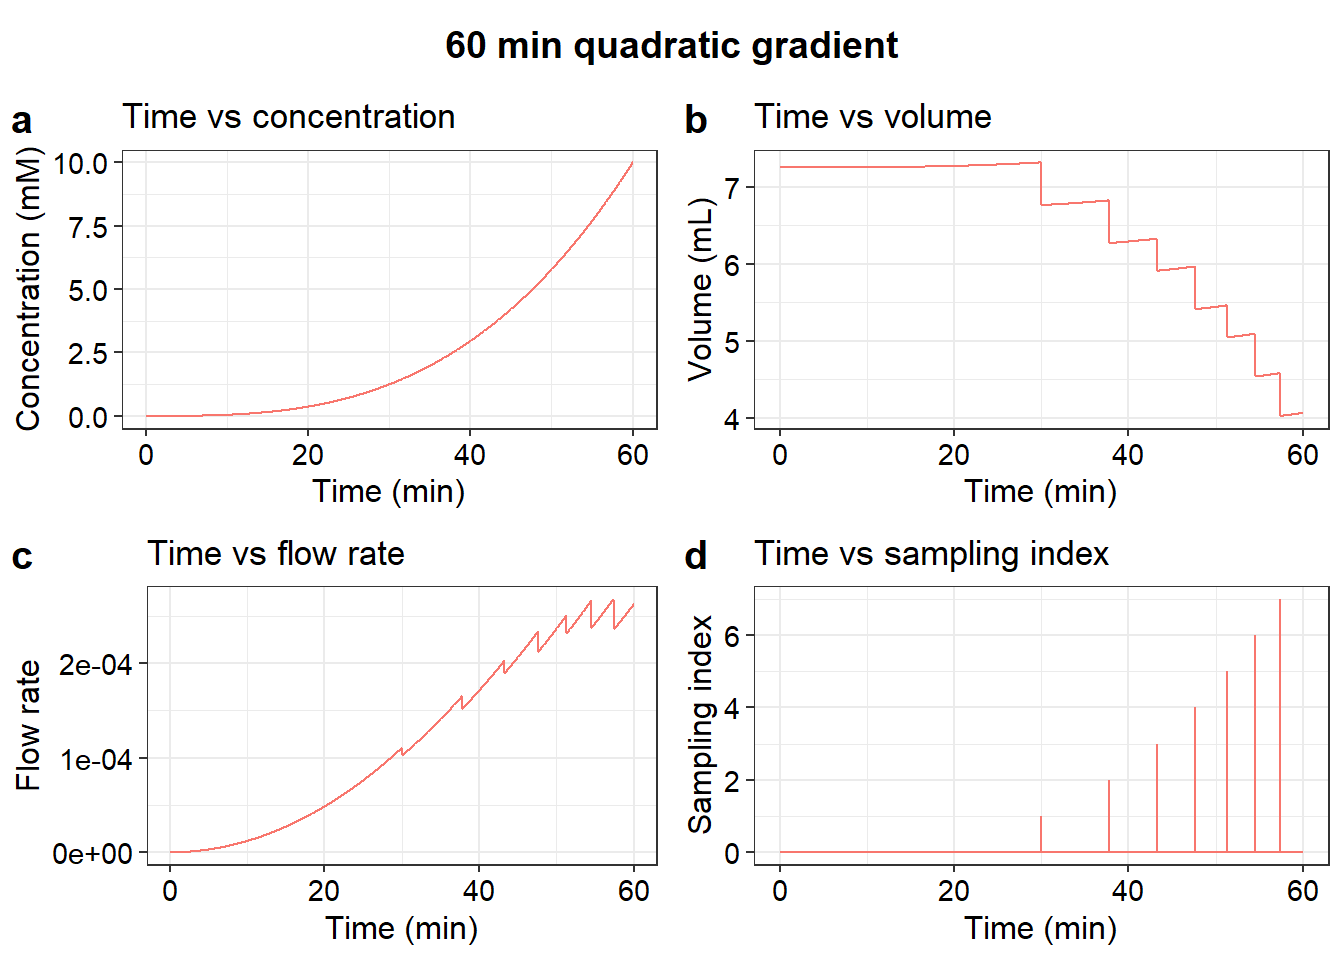 60 min quadratic gradient
a
Time vs concentration
Concentration (mM)
10.0
7.5
5.0
2.5
0.0
0 20 40 60
Time (min)
b
Time vs volume
Volume (mL)
7
6
5
4
0 20 40 60
Time (min)
c
Time vs flow rate
Flow rate
2e-04
1e-04
0e+00
0 20 40 60
Time (min)
d
Time vs sampling index
Sampling index
6
4
2
0
0 20 40 60
Time (min)